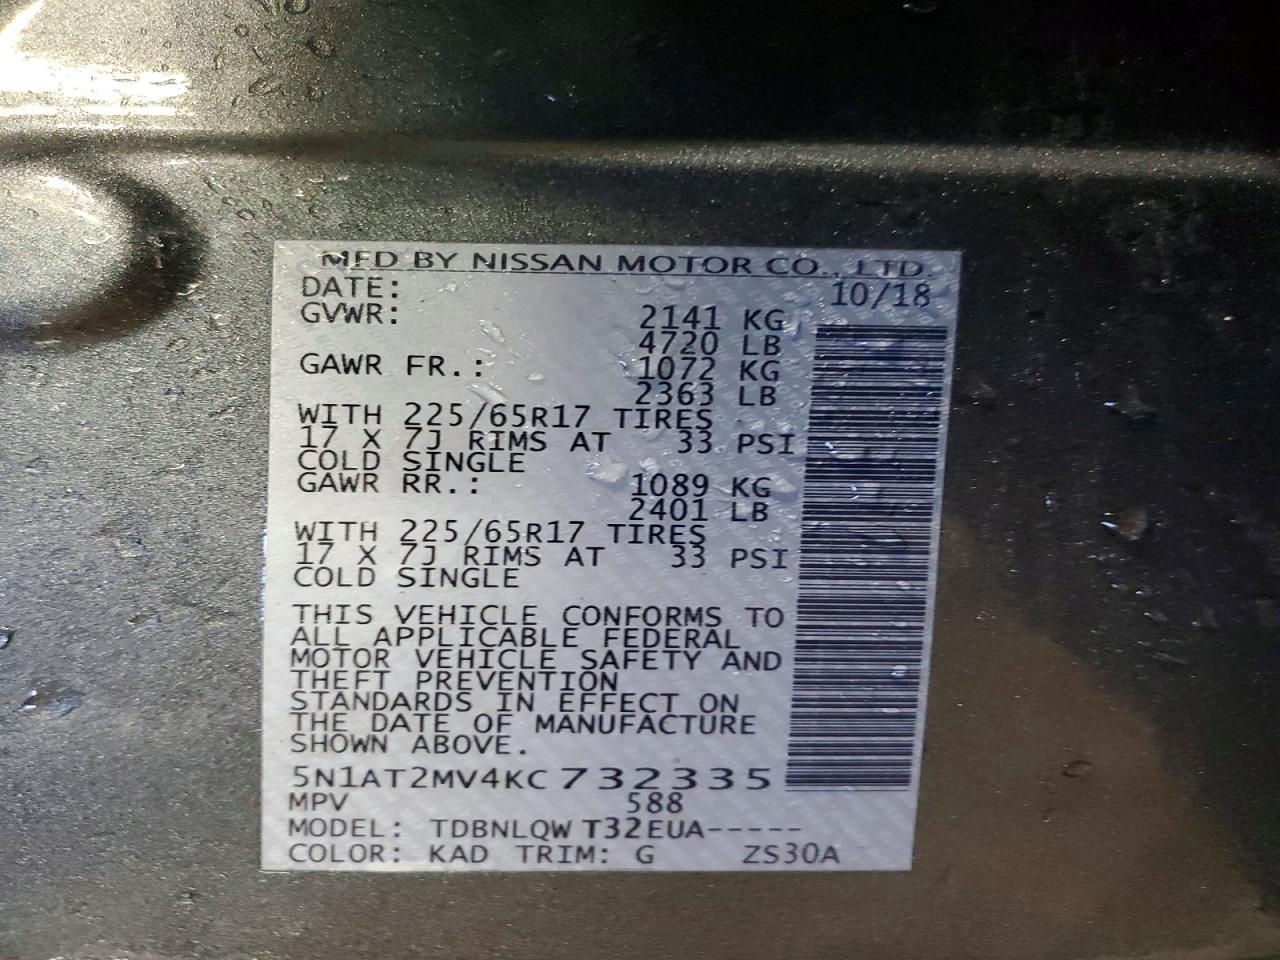 MFD BY NISSAN MOTOR CO., LTD.
DATE: 10/18
GVWR: 2141 KG
4720 LB
GAWR FR.: 1072 KG
2363 LB
WITH 225/65R17 TIRES
17 X 7J RIMS AT 33 PSI
COLD SINGLE
GAWR RR.: 1089 KG
2401 LB
WITH 225/65R17 TIRES
17 X 7J RIMS AT 33 PSI
COLD SINGLE
THIS VEHICLE CONFORMS TO
ALL APPLICABLE FEDERAL
MOTOR VEHICLE SAFETY AND
THEFT PREVENTION
STANDARDS IN EFFECT ON
THE DATE OF MANUFACTURE
SHOWN ABOVE.
5N1AT2MV4KC732335
MPV 588
MODEL: TDBNLQW T32EUA-----
COLOR: KAD TRIM: G ZS30A